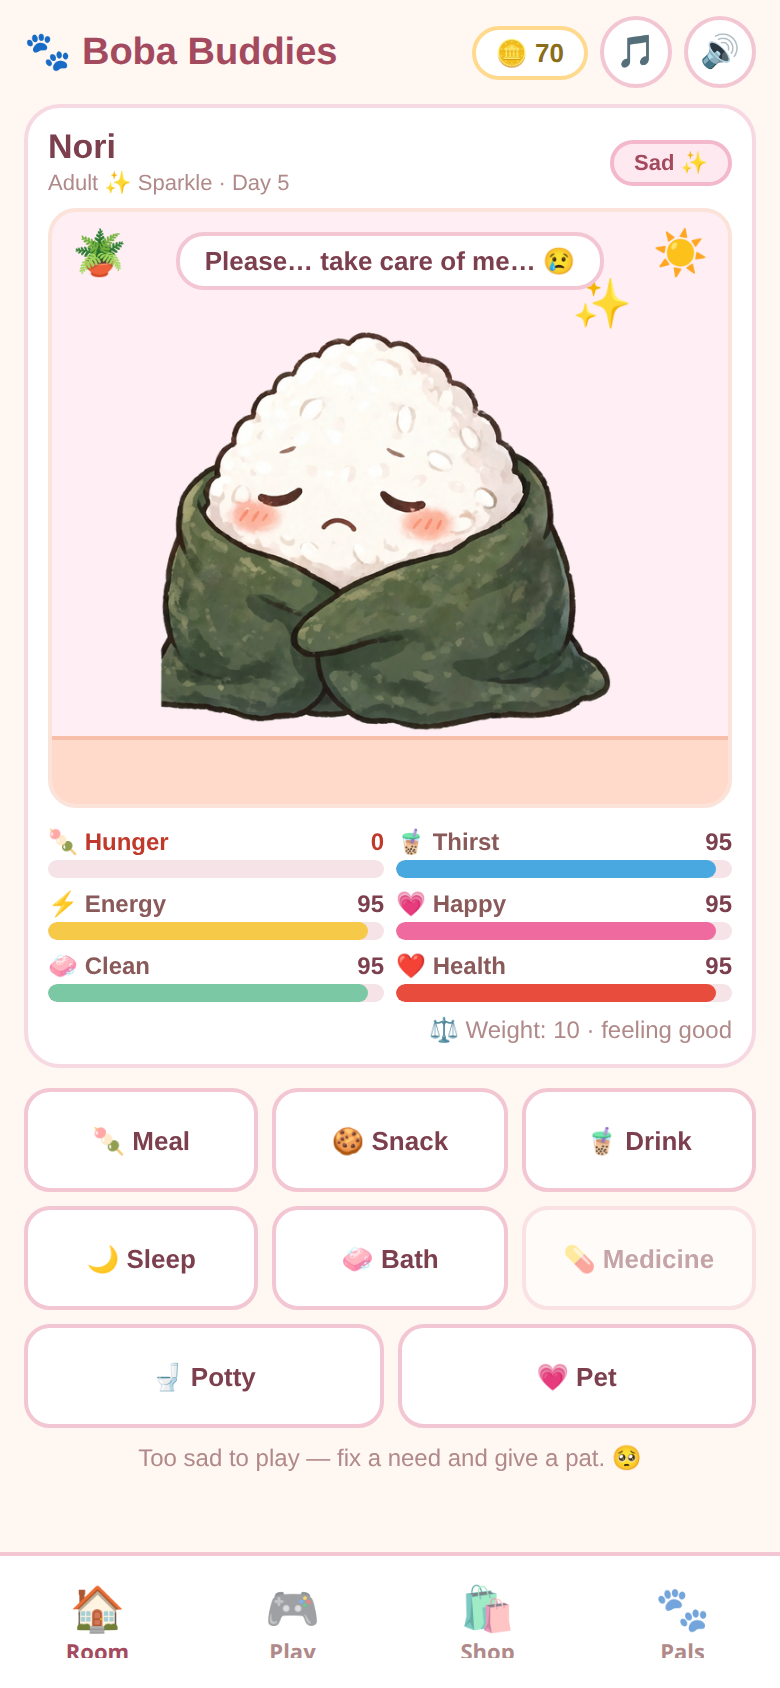 🐾 Boba Buddies
🪙 70
🎵
🔊
Nori
Adult ✨ Sparkle · Day 5
Sad ✨
Please… take care of me… 😢
🍡 Hunger 0
🧋 Thirst 95
⚡ Energy 95
💗 Happy 95
🧼 Clean 95
❤️ Health 95
⚖️ Weight: 10 · feeling good
🍡 Meal
🍪 Snack
🧋 Drink
🌙 Sleep
🧼 Bath
💊 Medicine
🚽 Potty
💗 Pet
Too sad to play — fix a need and give a pat. 🥺
Room
Play
Shop
Pals